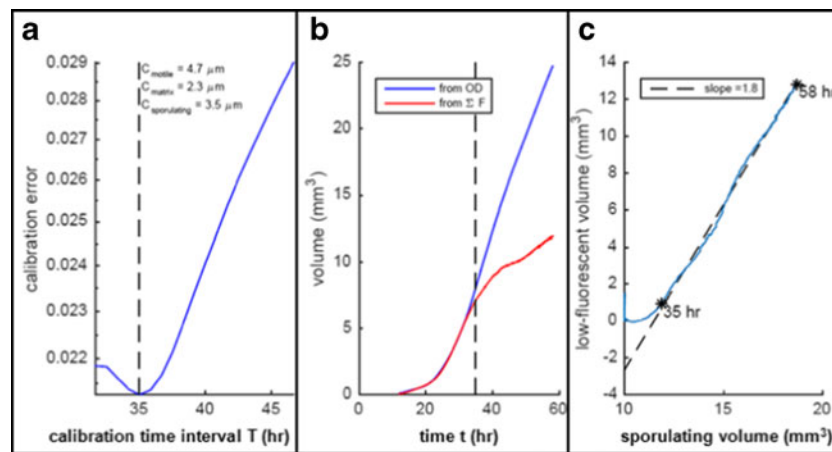 a
0.029
0.028
0.027
0.026
0.025
0.024
0.023
0.022
calibration error
C motile = 4.7 μm
C matrix = 2.3 μm
C sporulating = 3.5 μm
35 40 45
calibration time interval T (hr)
b
25
20
15
10
5
0
volume (mm³)
from OD
from Σ F
0 20 40 60
time t (hr)
c
14
12
10
8
6
4
2
0
-2
-4
low-fluorescent volume (mm³)
slope =1.8
58 hr
35 hr
10 15 20
sporulating volume (mm³)